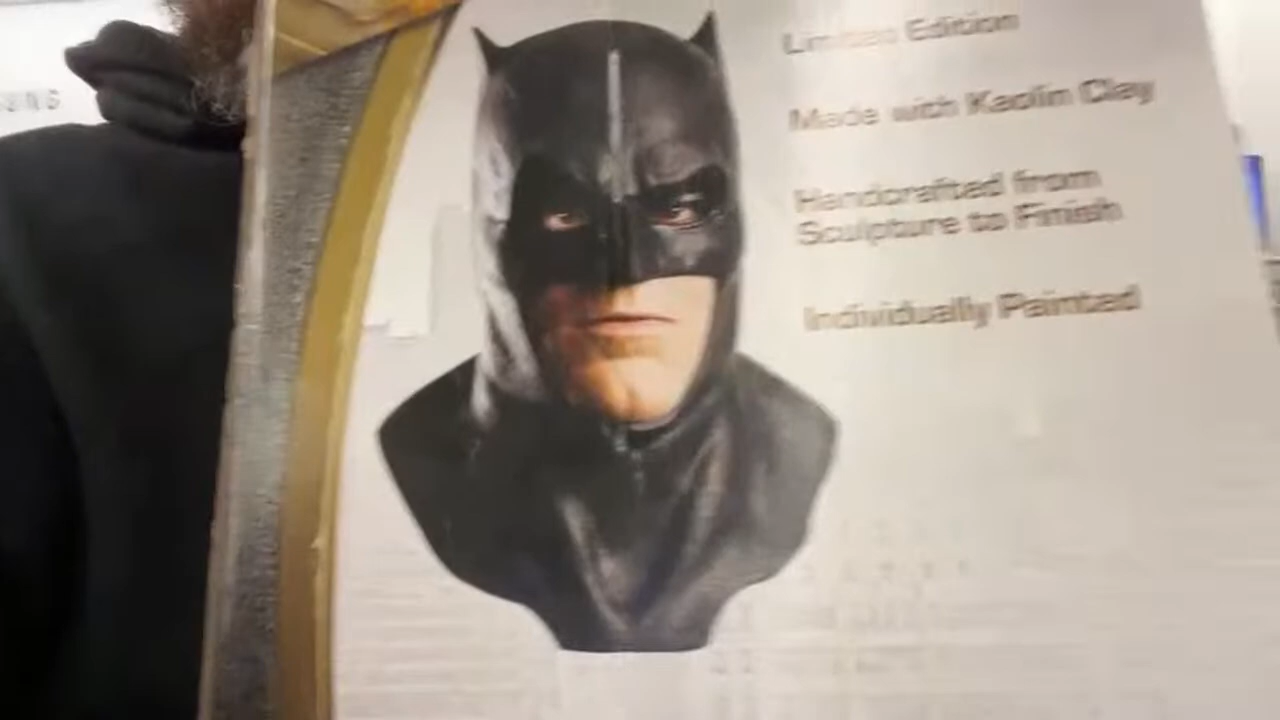 Limited Edition
Made with Kaolin Clay
Handcrafted from
Sculpture to Finish
Individually Painted